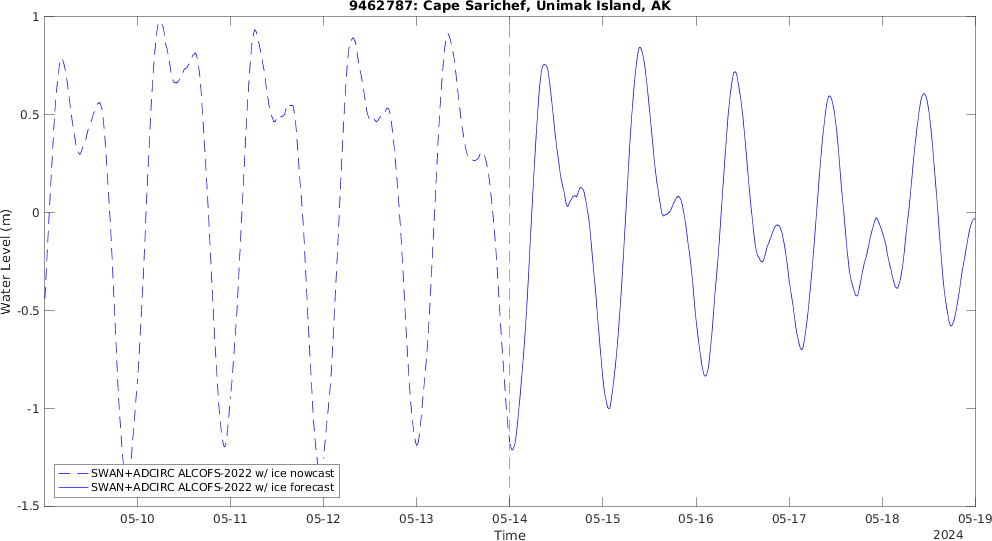 9462787: Cape Sarichef, Unimak Island, AK
1
0.5
0
-0.5
-1
-1.5
Water Level (m)
SWAN+ADCIRC ALCOFS-2022 w/ ice nowcast
SWAN+ADCIRC ALCOFS-2022 w/ ice forecast
05-10 05-11 05-12 05-13 05-14 05-15 05-16 05-17 05-18 05-19
Time
2024